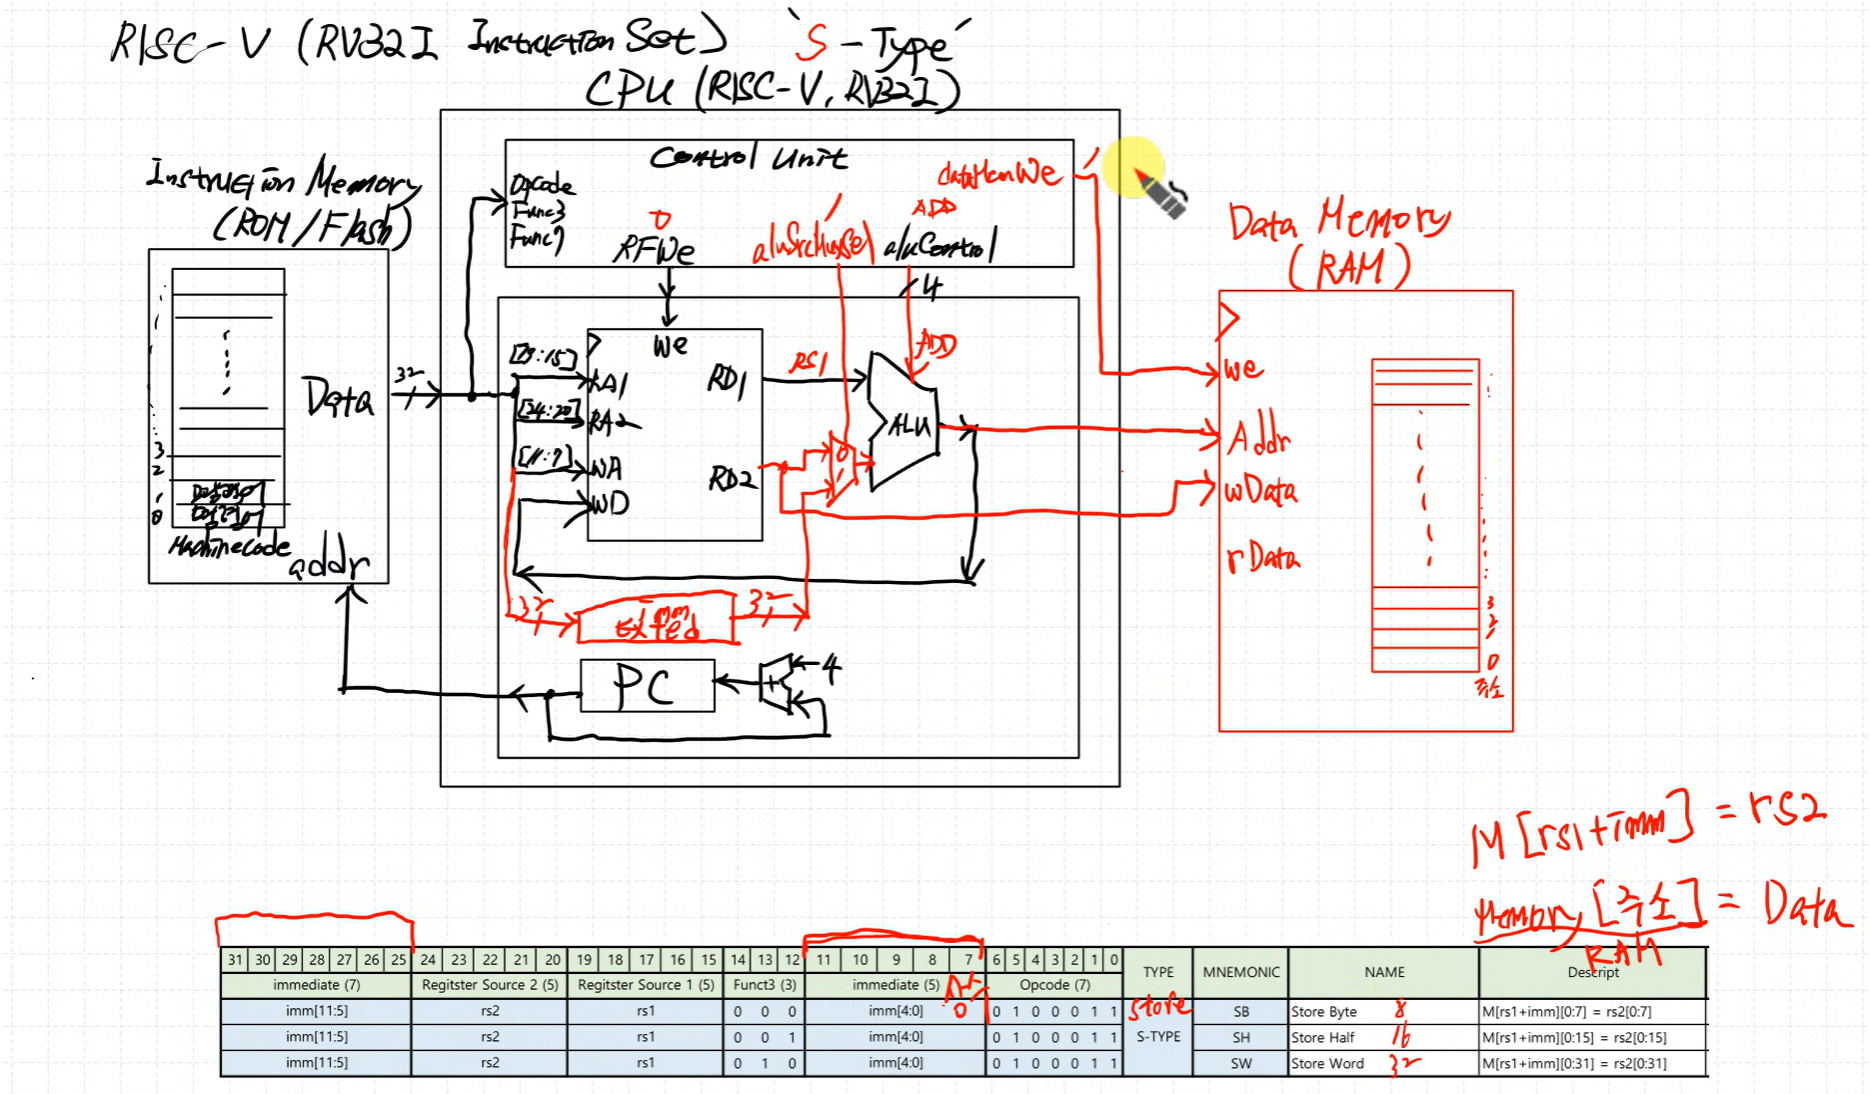 RISC-V (RV32I Instruction Set) 'S-Type'
CPU (RISC-V, RV32I)
Control Unit
Opcode
Func3
Func7
0
RFWe
1
aluSrcMuxSel
ADD
aluControl
4
dataMemWe
1
Instruction Memory
(ROM/Flash)
Data
32
3
2
1
0
Machine code
addr
[19:15]
RA1
[24:20]
RA2
[11:7]
WA
WD
We
RD1
RS1
RD2
0
1
ADD
ALU
32
Imm
Extend
32
PC
+
4
Data Memory
(RAM)
We
Addr
wData
rData
3
2
1
0
주소
M[rs1+imm] = rs2
Memory [주소] = Data
RAM
31 30 29 28 27 26 25 24 23 22 21 20 19 18 17 16 15 14 13 12 11 10 9 8 7 6 5 4 3 2 1 0 TYPE MNEMONIC NAME Descript
immediate (7) Regitster Source 2 (5) Regitster Source 1 (5) Funct3 (3) immediate (5) Opcode (7)
imm[11:5] rs2 rs1 0 0 0 imm[4:0] 0 0 1 0 0 0 1 1 store SB Store Byte 8 M[rs1+imm][0:7] = rs2[0:7]
imm[11:5] rs2 rs1 0 0 1 imm[4:0] 0 1 0 0 0 1 1 S-TYPE SH Store Half 16 M[rs1+imm][0:15] = rs2[0:15]
imm[11:5] rs2 rs1 0 1 0 imm[4:0] 0 1 0 0 0 1 1 SW Store Word 32 M[rs1+imm][0:31] = rs2[0:31]